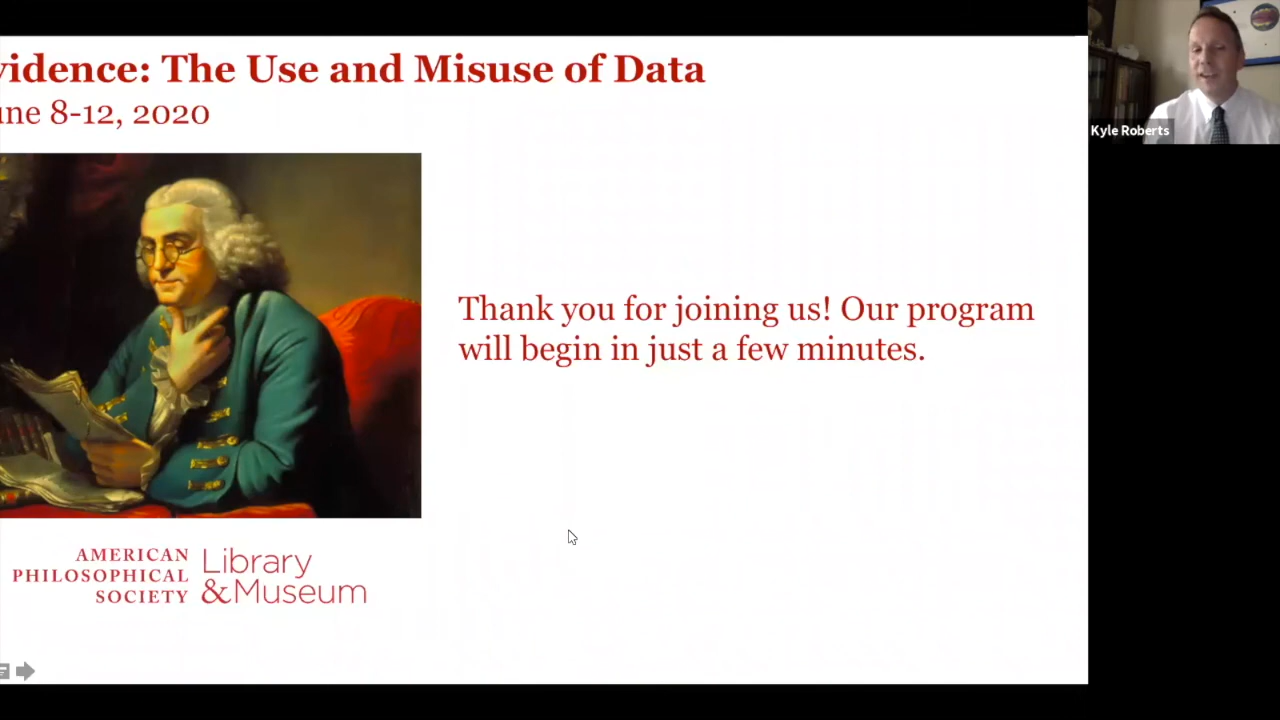 vidence: The Use and Misuse of Data
une 8-12, 2020
Kyle Roberts
Thank you for joining us! Our program
will begin in just a few minutes.
AMERICAN
PHILOSOPHICAL
SOCIETY
Library
&Museum